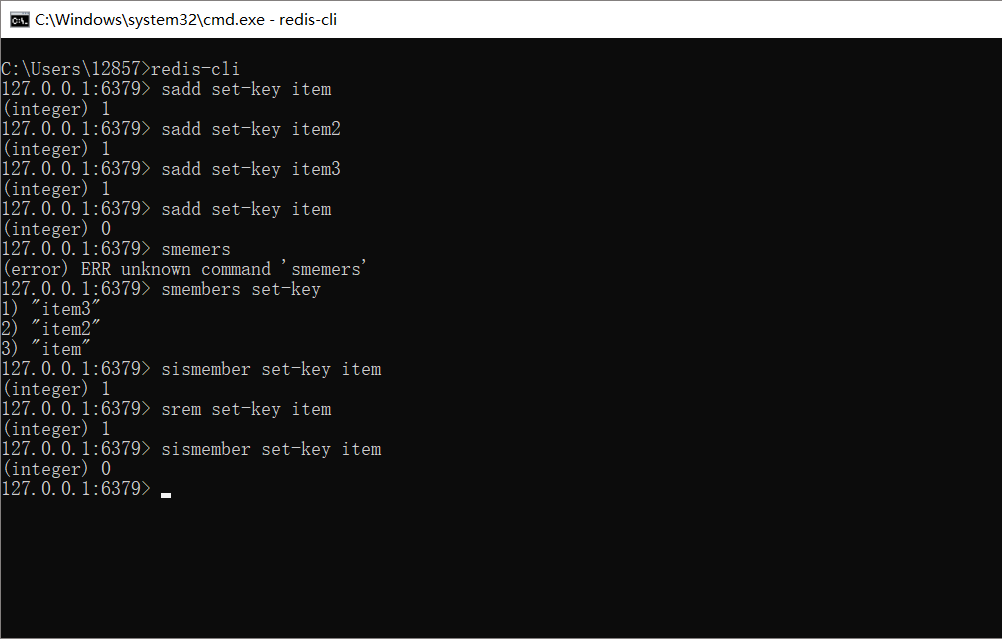 C:\Windows\system32\cmd.exe - redis-cli
C:\Users\12857>redis-cli
127.0.0.1:6379> sadd set-key item
(integer) 1
127.0.0.1:6379> sadd set-key item2
(integer) 1
127.0.0.1:6379> sadd set-key item3
(integer) 1
127.0.0.1:6379> sadd set-key item
(integer) 0
127.0.0.1:6379> smemers
(error) ERR unknown command 'smemers'
127.0.0.1:6379> smembers set-key
1) "item3"
2) "item2"
3) "item"
127.0.0.1:6379> sismember set-key item
(integer) 1
127.0.0.1:6379> srem set-key item
(integer) 1
127.0.0.1:6379> sismember set-key item
(integer) 0
127.0.0.1:6379>